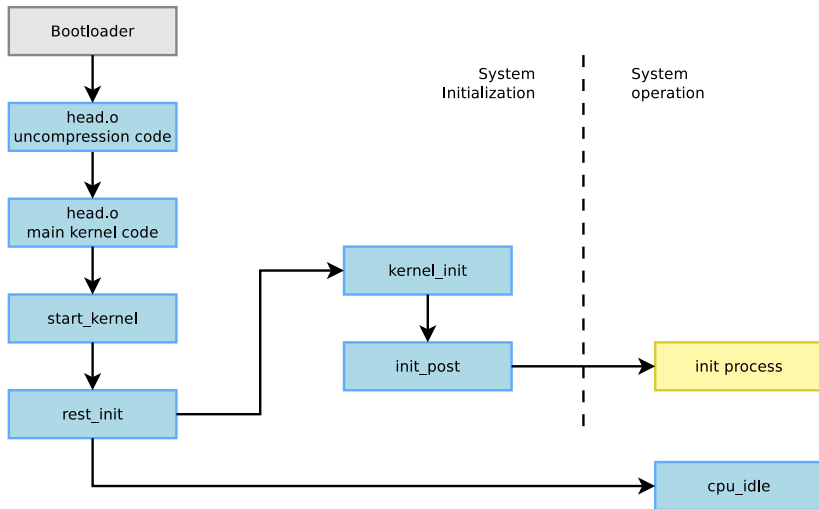 Bootloader
System
Initialization
System
operation
head.o
uncompression code
head.o
main kernel code
kernel_init
start_kernel
init_post
init process
rest_init
cpu_idle